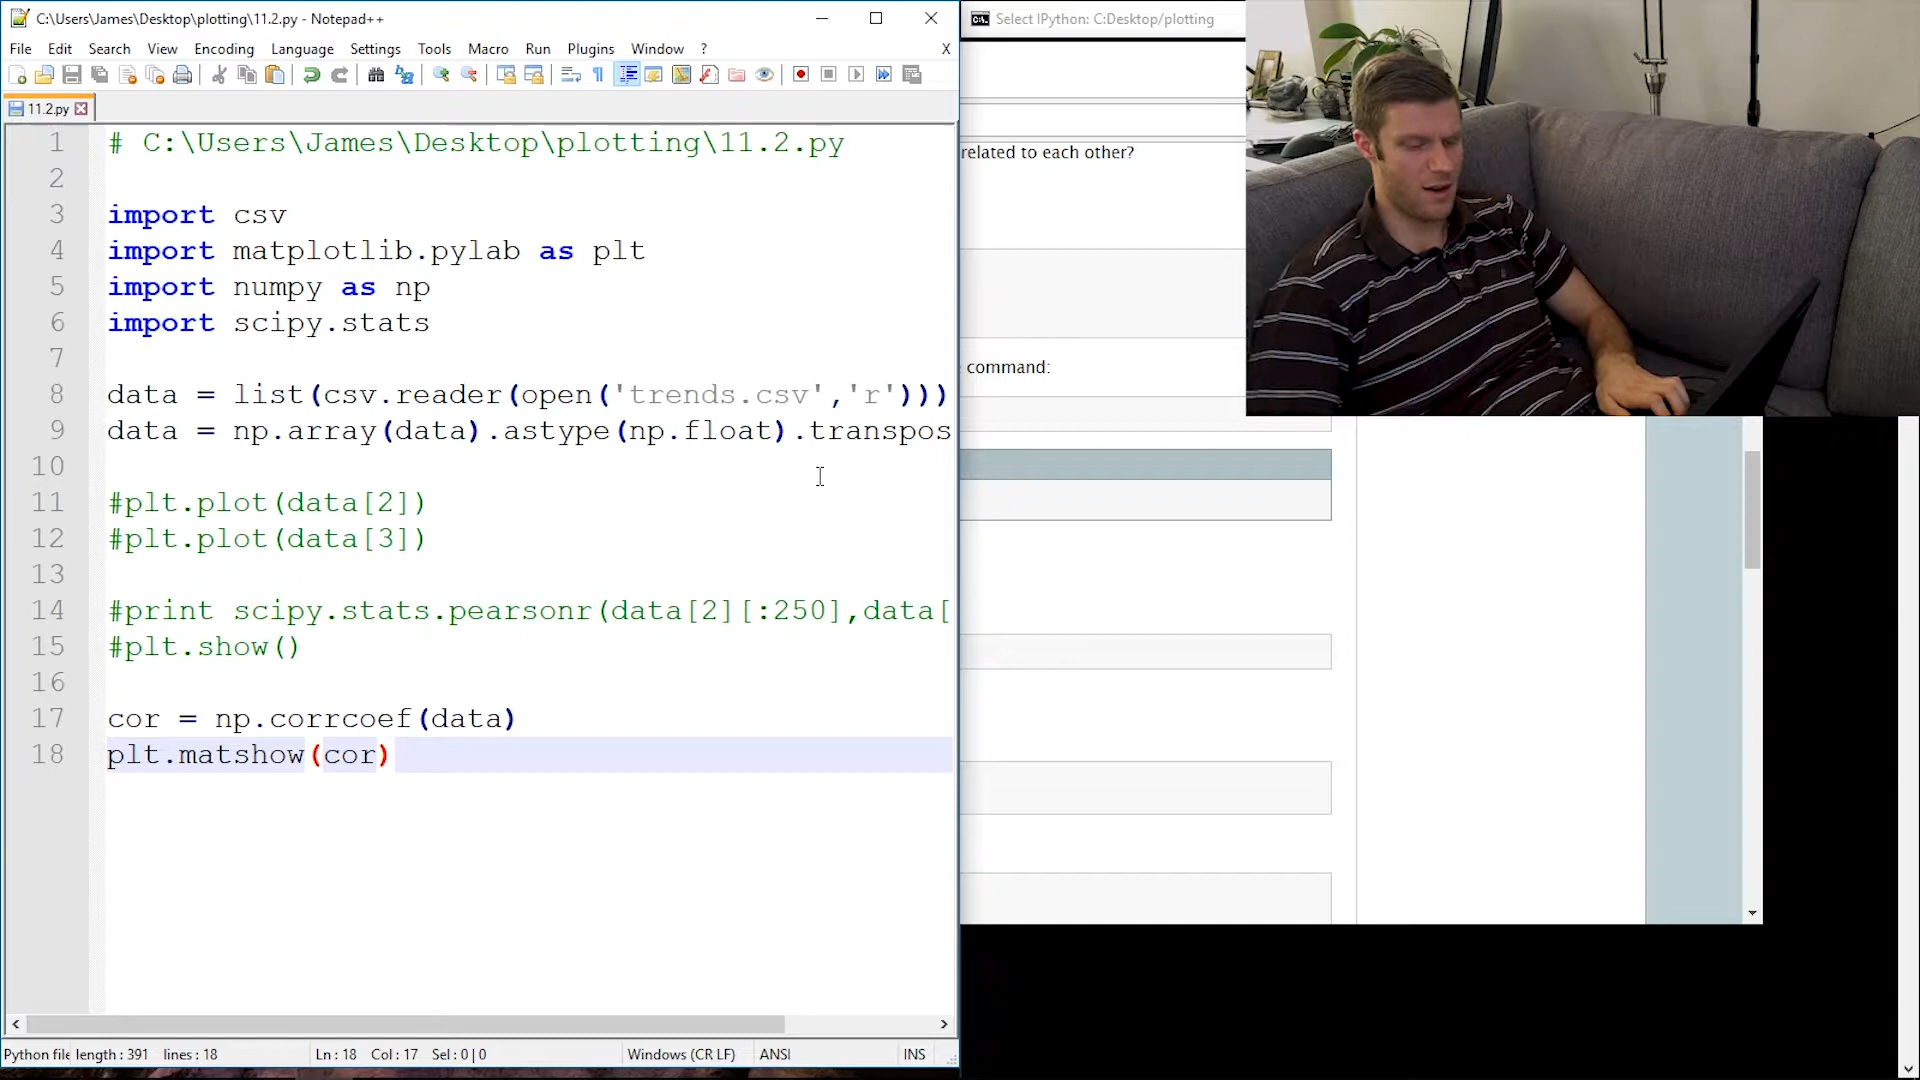 C:\Users\James\Desktop\plotting\11.2.py - Notepad++
File Edit Search View Encoding Language Settings Tools Macro Run Plugins Window ? X
11.2.py
1 # C:\Users\James\Desktop\plotting\11.2.py
2
3 import csv
4 import matplotlib.pylab as plt
5 import numpy as np
6 import scipy.stats
7
8 data = list(csv.reader(open('trends.csv','r')))
9 data = np.array(data).astype(np.float).transpos
10
11 #plt.plot(data[2])
12 #plt.plot(data[3])
13
14 #print scipy.stats.pearsonr(data[2][:250],data[
15 #plt.show()
16
17 cor = np.corrcoef(data)
18 plt.matshow(cor)
Python file length : 391 lines : 18 Ln : 18 Col : 17 Sel : 0 | 0 Windows (CR LF) ANSI INS
Select IPython: C:Desktop/plotting
related to each other?
command: